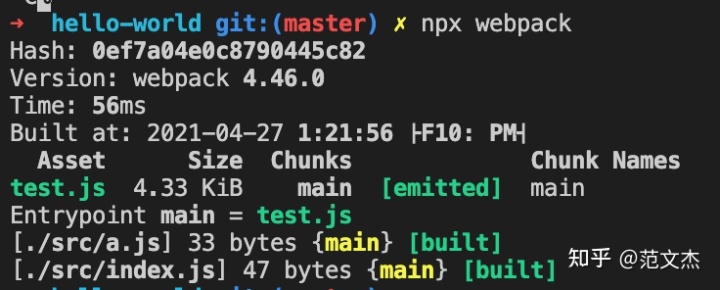 ➜  hello-world git:(master) ✗ npx webpack
Hash: 0ef7a04e0c8790445c82
Version: webpack 4.46.0
Time: 56ms
Built at: 2021-04-27 1:21:56 ├F10: PM┤
  Asset      Size  Chunks             Chunk Names
test.js  4.33 KiB    main  [emitted]  main
Entrypoint main = test.js
[./src/a.js] 33 bytes {main} [built]
[./src/index.js] 47 bytes {main} [built]
知乎 @范文杰